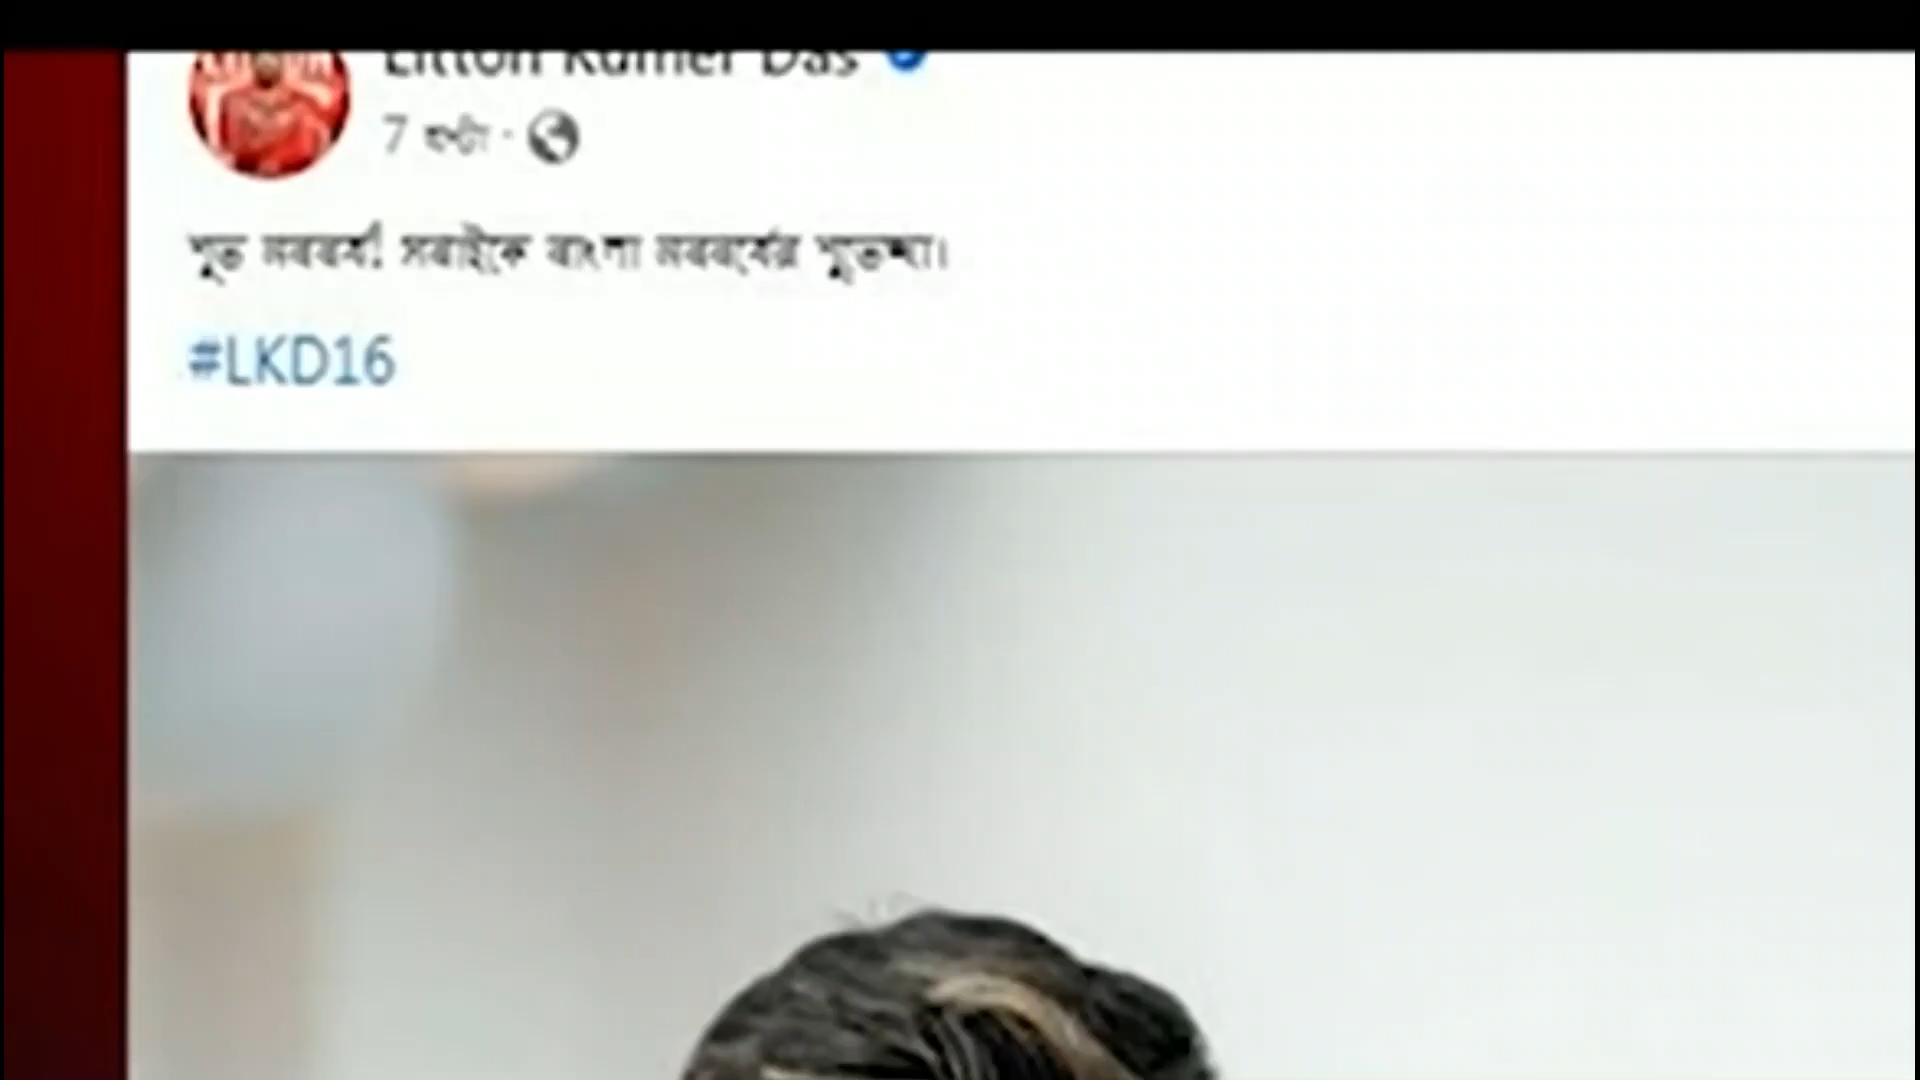 Litton Kumer Das
7 ঘণ্টা
শুভ নববর্ষ! সবাইকে বাংলা নববর্ষের শুভেচ্ছা।
#LKD16